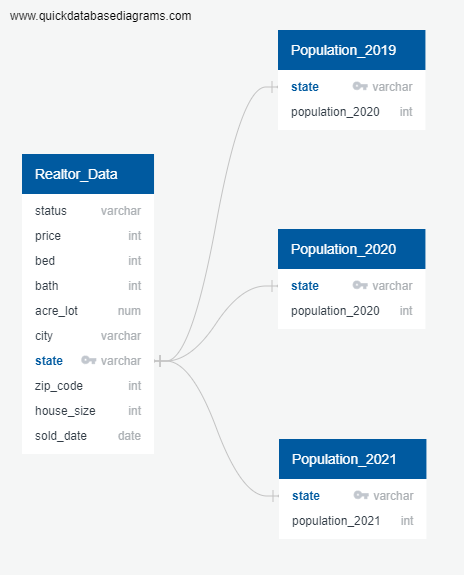 www.quickdatabasediagrams.com
Population_2019
state varchar
population_2020 int
Realtor_Data
status varchar
price int
bed int
bath int
acre_lot num
city varchar
state varchar
zip_code int
house_size int
sold_date date
Population_2020
state varchar
population_2020 int
Population_2021
state varchar
population_2021 int